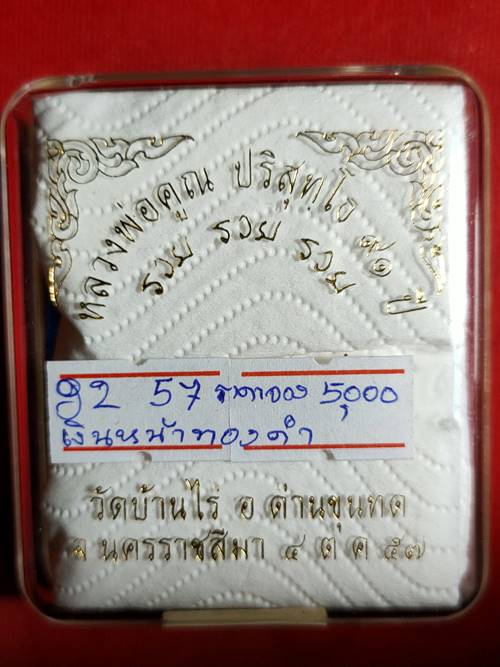 หลวงพ่อคูณ ปริสุทโธ ๙๑ ปี
รวย รวย รวย
92 57 ราคาจอง 5,000
เงินหน้าทองคำ
วัดบ้านไร่ อ ด่านขุนทด
จ นครราชสีมา ๔ ต ค ๕๗